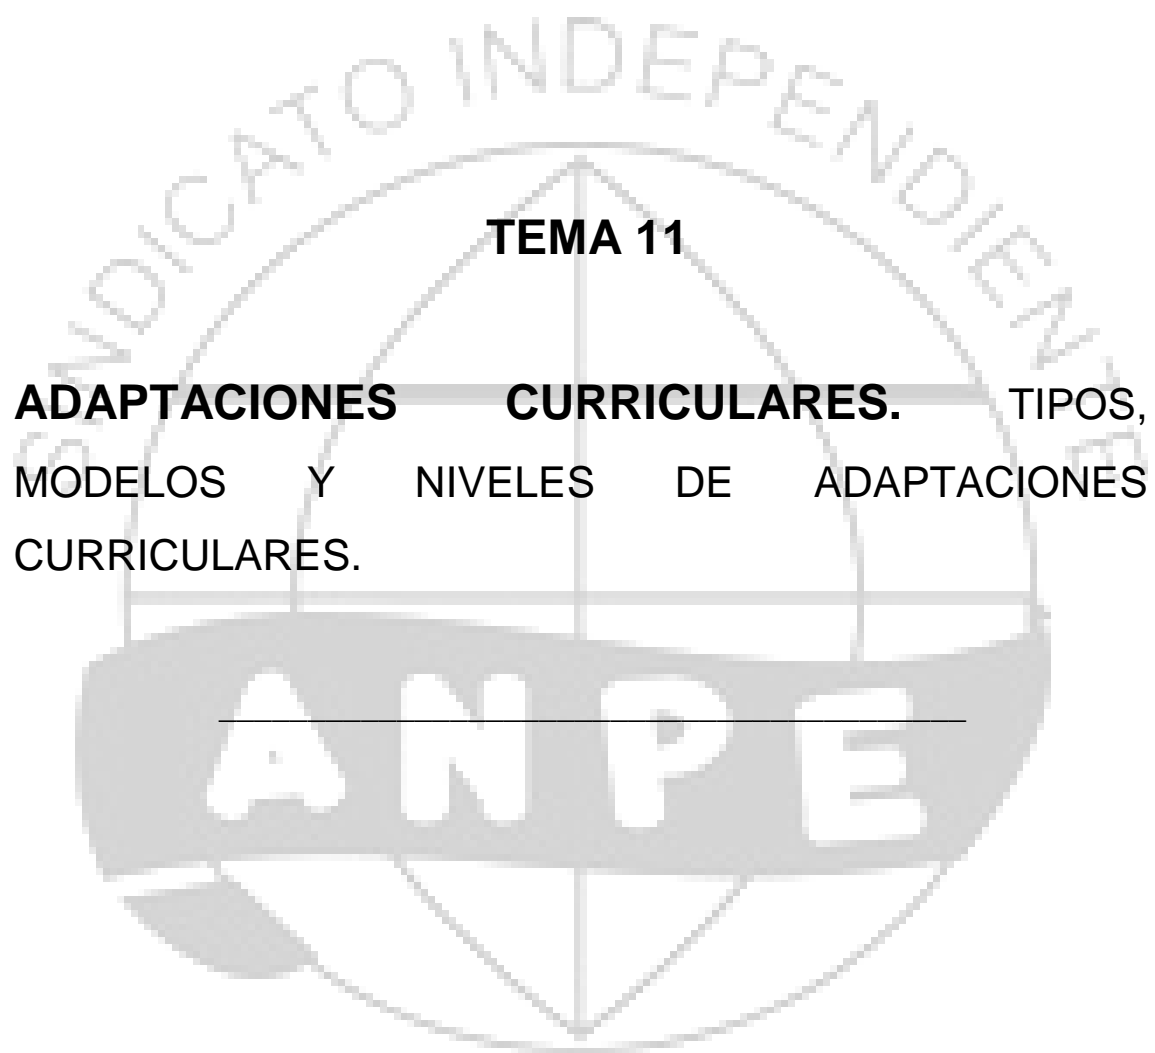 SINDICATO INDEPENDIENTE
TEMA 11
ADAPTACIONES CURRICULARES. TIPOS,
MODELOS Y NIVELES DE ADAPTACIONES
CURRICULARES.
ANPE